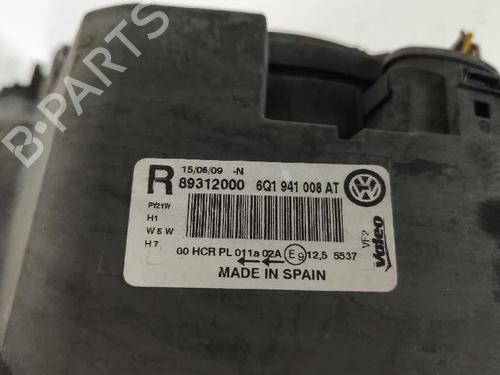 B-PARTS
15/06/09 -N
R 89312000 6Q1 941 008 AT
PY21W
H1
W5W
H7
00 HCR PL 011a 02A E9 12,5 5537
MADE IN SPAIN
VF2
Valeo